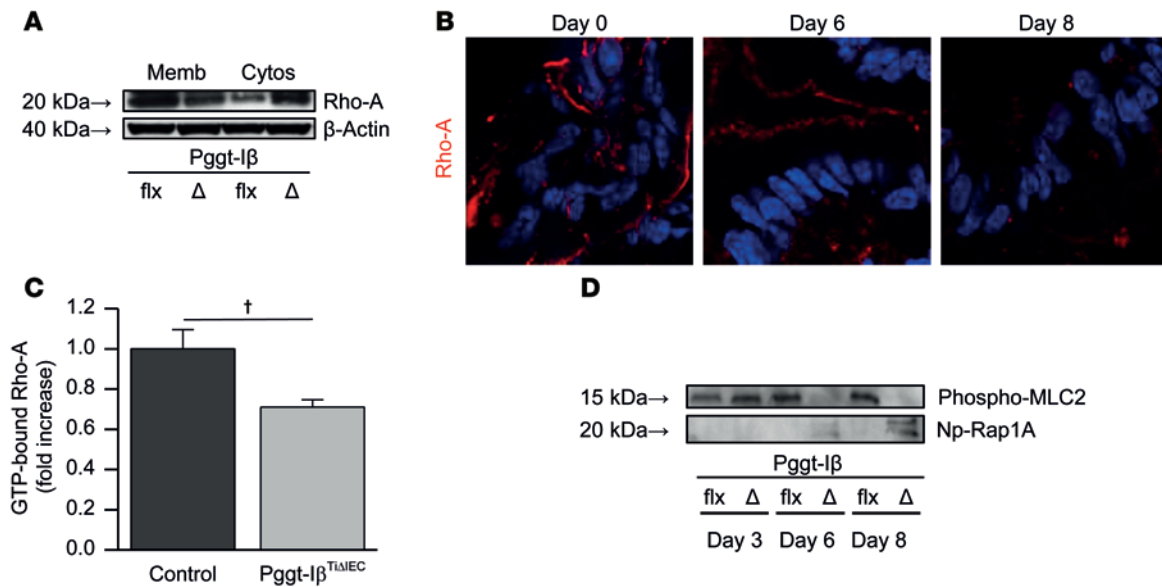 A
Memb Cytos
20 kDa→ Rho-A
40 kDa→ β-Actin
Pggt-Iβ
flx Δ flx Δ
B
Day 0 Day 6 Day 8
Rho-A
C
GTP-bound Rho-A
(fold increase)
1.2
1.0
0.8
0.6
0.4
0.2
0.0
†
Control Pggt-Iβ^TiΔIEC
D
15 kDa→ Phospho-MLC2
20 kDa→ Np-Rap1A
Pggt-Iβ
flx Δ flx Δ flx Δ
Day 3 Day 6 Day 8